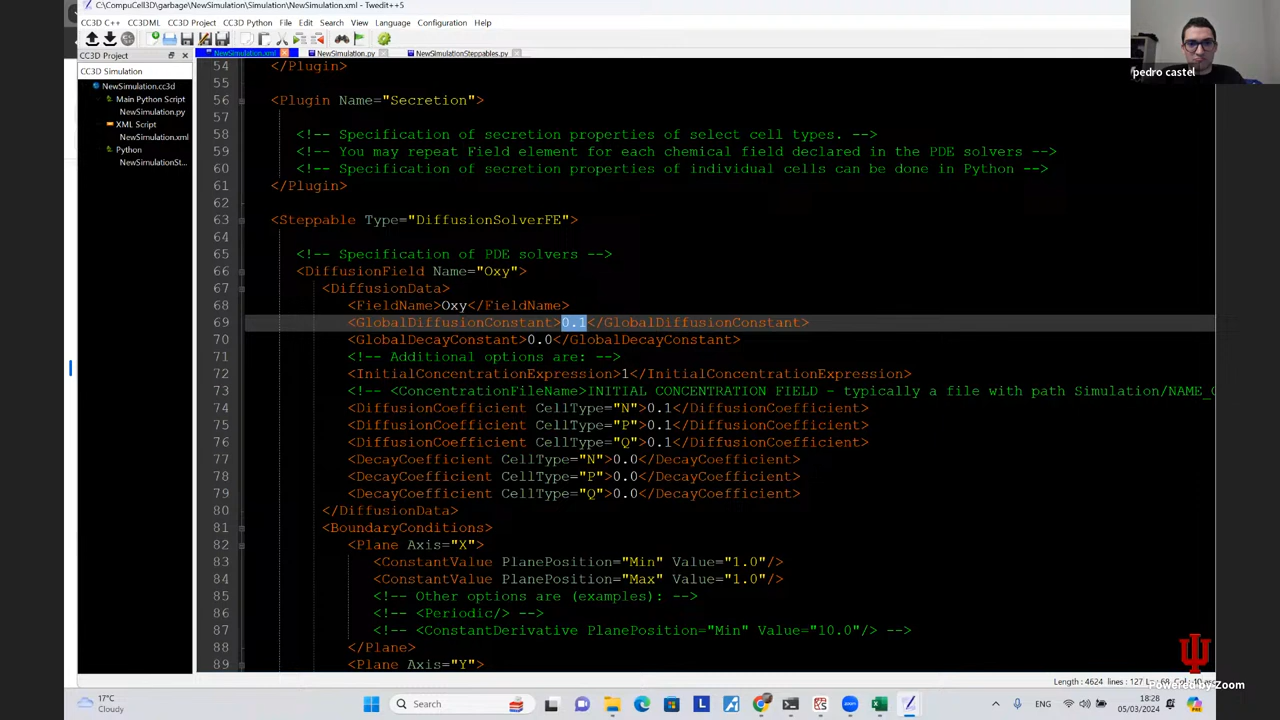 C:\CompuCell3D\garbage\NewSimulation\Simulation\NewSimulation.xml - Twedit++5
CC3D C++ CC3DML CC3D Project CC3D Python File Edit Search View Language Configuration Help
CC3D Project
NewSimulation.xml
NewSimulation.py
NewSimulationSteppables.py
CC3D Simulation
NewSimulation.cc3d
Main Python Script
NewSimulation.py
XML Script
NewSimulation.xml
Python
NewSimulationSt...
pedro castel
54 </Plugin>
55
56 <Plugin Name="Secretion">
57
58 <!-- Specification of secretion properties of select cell types. -->
59 <!-- You may repeat Field element for each chemical field declared in the PDE solvers -->
60 <!-- Specification of secretion properties of individual cells can be done in Python -->
61 </Plugin>
62
63 <Steppable Type="DiffusionSolverFE">
64
65 <!-- Specification of PDE solvers -->
66 <DiffusionField Name="Oxy">
67 <DiffusionData>
68 <FieldName>Oxy</FieldName>
69 <GlobalDiffusionConstant>0.1</GlobalDiffusionConstant>
70 <GlobalDecayConstant>0.0</GlobalDecayConstant>
71 <!-- Additional options are: -->
72 <InitialConcentrationExpression>1</InitialConcentrationExpression>
73 <!-- <ConcentrationFileName>INITIAL CONCENTRATION FIELD - typically a file with path Simulation/NAME_
74 <DiffusionCoefficient CellType="N">0.1</DiffusionCoefficient>
75 <DiffusionCoefficient CellType="P">0.1</DiffusionCoefficient>
76 <DiffusionCoefficient CellType="Q">0.1</DiffusionCoefficient>
77 <DecayCoefficient CellType="N">0.0</DecayCoefficient>
78 <DecayCoefficient CellType="P">0.0</DecayCoefficient>
79 <DecayCoefficient CellType="Q">0.0</DecayCoefficient>
80 </DiffusionData>
81 <BoundaryConditions>
82 <Plane Axis="X">
83 <ConstantValue PlanePosition="Min" Value="1.0"/>
84 <ConstantValue PlanePosition="Max" Value="1.0"/>
85 <!-- Other options are (examples): -->
86 <!-- <Periodic/> -->
87 <!-- <ConstantDerivative PlanePosition="Min" Value="10.0"/> -->
88 </Plane>
89 <Plane Axis="Y">
Length: 4624 lines: 127
Powered by Zoom
17°C
Cloudy
Search
ENG
18:28
05/03/2024